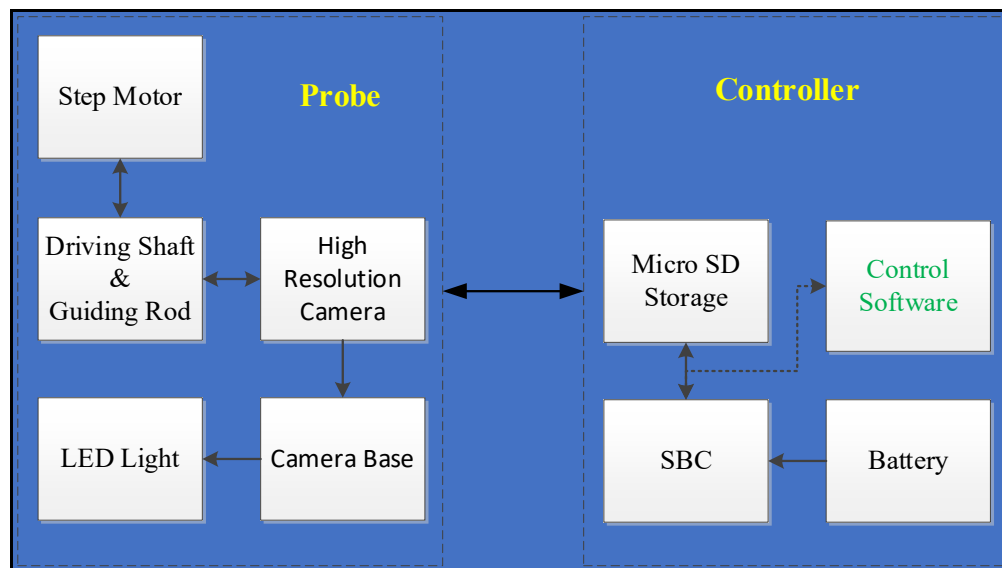 Probe
Step Motor
Driving Shaft
&
Guiding Rod
High
Resolution
Camera
LED Light
Camera Base
Controller
Micro SD
Storage
Control
Software
SBC
Battery